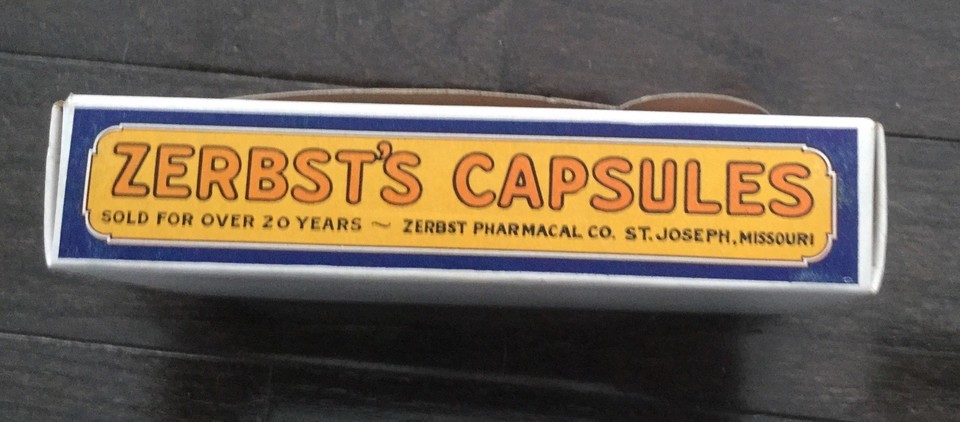 ZERBST'S CAPSULES
SOLD FOR OVER 20 YEARS ~ ZERBST PHARMACAL CO. ST. JOSEPH, MISSOURI